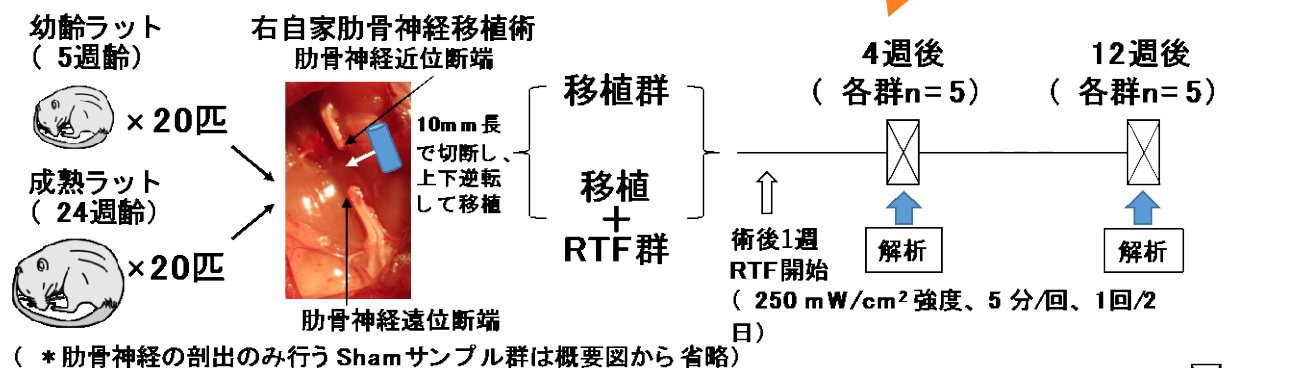 幼齢ラット
( 5週齢)
×20匹
成熟ラット
( 24週齢)
×20匹
右自家肋骨神経移植術
肋骨神経近位断端
10mm長
で切断し、
上下逆転
して移植
肋骨神経遠位断端
移植群
移植
+
RTF群
術後1週
RTF開始
( 250 mW/cm²強度、5 分/回、1回/2
日)
4週後
( 各群n=5)
解析
12週後
( 各群n=5)
解析
( *肋骨神経の剖出のみ行うShamサンプル群は概要図から省略)